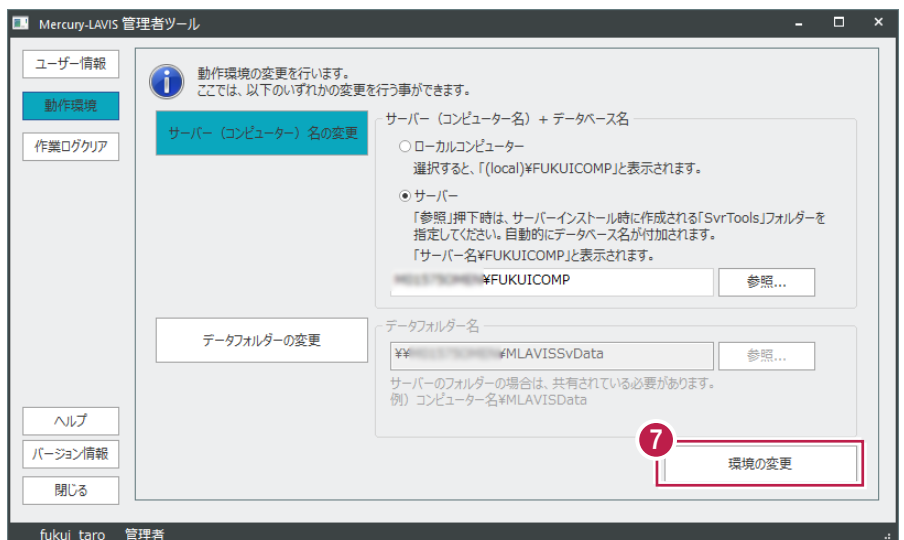 Mercury-LAVIS 管理者ツール
ユーザー情報
動作環境
作業ログクリア
動作環境の変更を行います。
ここでは、以下のいずれかの変更を行う事ができます。
サーバー（コンピューター）名の変更
サーバー（コンピューター名）+ データベース名
ローカルコンピューター
選択すると、「(local)¥FUKUICOMP」と表示されます。
サーバー
「参照」押下時は、サーバーインストール時に作成される「SvrTools」フォルダーを
指定してください。自動的にデータベース名が付加されます。
「サーバー名¥FUKUICOMP」と表示されます。
¥FUKUICOMP
参照...
データフォルダーの変更
データフォルダー名
¥¥ ¥MLAVISSvData
参照...
サーバーのフォルダーの場合は、共有されている必要があります。
例）コンピューター名¥MLAVISData
7
環境の変更
ヘルプ
バージョン情報
閉じる
fukui_taro 管理者